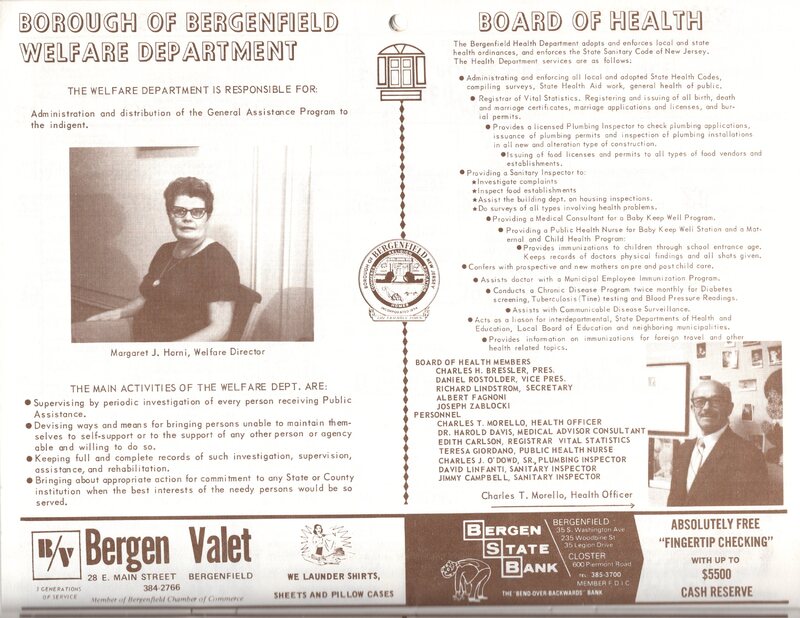 BOROUGH OF BERGENFIELD
WELFARE DEPARTMENT
THE WELFARE DEPARTMENT IS RESPONSIBLE FOR:
Administration and distribution of the General Assistance Program to
the indigent.
Margaret J. Horni, Welfare Director
THE MAIN ACTIVITIES OF THE WELFARE DEPT. ARE:
● Supervising by periodic investigation of every person receiving Public
Assistance.
● Devising ways and means for bringing persons unable to maintain them-
selves to self-support or to the support of any other person or agency
able and willing to do so.
● Keeping full and complete records of such investigation, supervision,
assistance, and rehabilitation.
● Bringing about appropriate action for commitment to any State or County
institution when the best interests of the needy persons would be so
served.
BOROUGH OF BERGENFIELD NEW JERSEY
BOARD OF HEALTH
The Bergenfield Health Department adopts and enforces local and state
health ordinances, and enforces the State Sanitary Code of New Jersey.
The Health Department services are as follows:
● Administrating and enforcing all local and adopted State Health Codes,
compiling surveys, State Health Aid work, general health of public.
● Registrar of Vital Statistics. Registering and issuing of all birth, death
and marriage certificates, marriage applications and licenses, and bur-
ial permits.
● Provides a licensed Plumbing Inspector to check plumbing applications,
issuance of plumbing permits and inspection of plumbing installations
in all new and alteration type of construction.
● Issuing of food licenses and permits to all types of food vendors and
establishments.
● Providing a Sanitary Inspector to:
★ Investigate complaints
★ Inspect food establishments
★ Assist the building dept. on housing inspections.
★ Do surveys of all types involving health problems.
● Providing a Medical Consultant for a Baby Keep Well Program.
● Providing a Public Health Nurse for Baby Keep Well Station and a Mat-
ernal and Child Health Program:
● Provides immunizations to children through school entrance age.
Keeps records of doctors physical findings and all shots given.
● Confers with prospective and new mothers on pre and post child care.
● Assists doctor with a Municipal Employee Immunization Program.
● Conducts a Chronic Disease Program twice monthly for Diabetes
screening, Tuberculosis (Tine) testing and Blood Pressure Readings.
● Assists with Communicable Disease Surveillance.
● Acts as a liason for interdepartmental, State Departments of Health and
Education, Local Board of Education and neighboring municipalities.
● Provides information on immunizations for foreign travel and other
health related topics.
BOARD OF HEALTH MEMBERS
CHARLES H. BRESSLER, PRES.
DANIEL ROSTOLDER, VICE PRES.
RICHARD LINDSTROM, SECRETARY
ALBERT FAGNONI
JOSEPH ZABLOCKI
PERSONNEL
CHARLES T. MORELLO, HEALTH OFFICER
DR. HAROLD DAVIS, MEDICAL ADVISOR CONSULTANT
EDITH CARLSON, REGISTRAR VITAL STATISTICS
TERESA GIORDANO, PUBLIC HEALTH NURSE
CHARLES J. O'DOWD, SR, PLUMBING INSPECTOR
DAVID LINFANTI, SANITARY INSPECTOR
JIMMY CAMPBELL, SANITARY INSPECTOR
Charles T. Morello, Health Officer
B/V
3 GENERATIONS
OF SERVICE
Bergen Valet
28 E. MAIN STREET BERGENFIELD
384-2766
Member of Bergenfield Chamber of Commerce
WE LAUNDER SHIRTS,
SHEETS AND PILLOW CASES
BERGEN
STATE
BANK
BERGENFIELD
35 S. Washington Ave
235 Woodbine St
35 Legion Drive
CLOSTER
600 Piermont Road
TEL. 385-3700
MEMBER F D I C
THE "BEND-OVER-BACKWARDS" BANK
ABSOLUTELY FREE
"FINGERTIP CHECKING"
WITH UP TO
$5500
CASH RESERVE